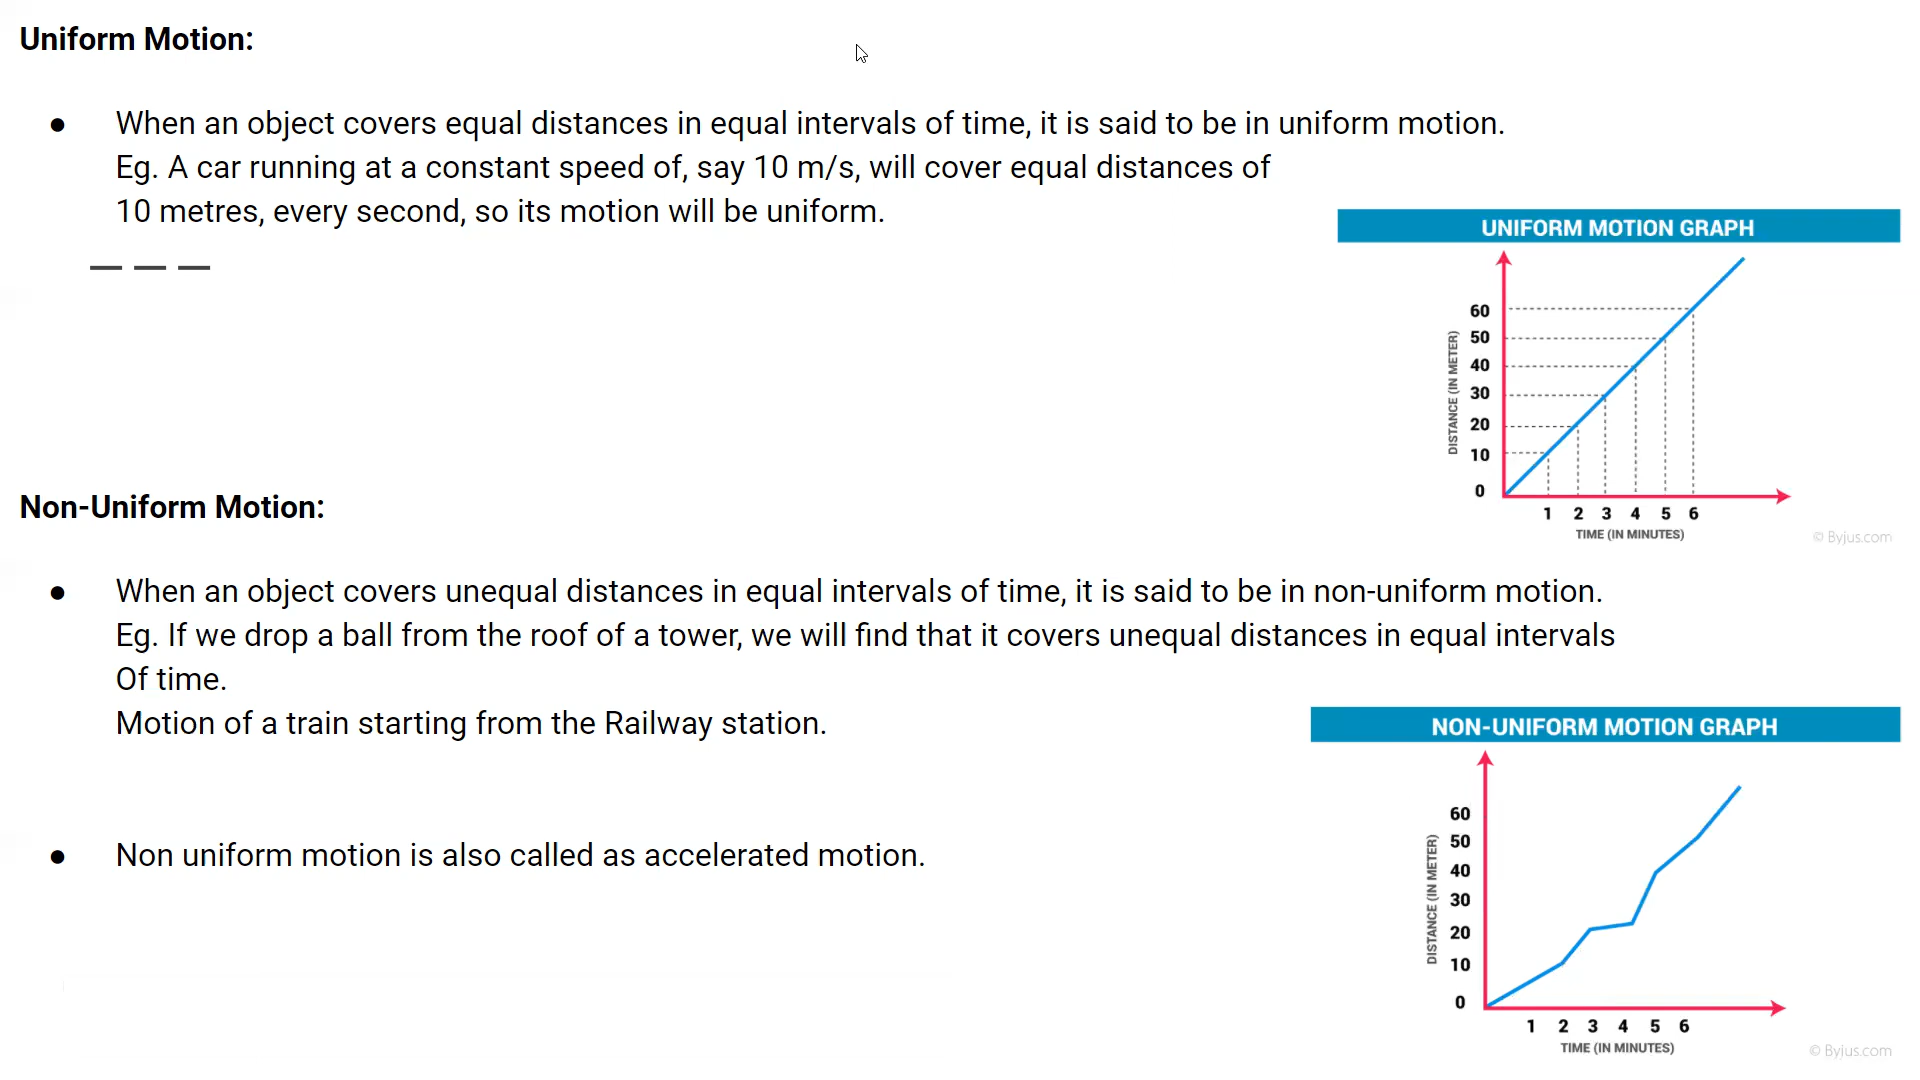 Uniform Motion:
● When an object covers equal distances in equal intervals of time, it is said to be in uniform motion.
Eg. A car running at a constant speed of, say 10 m/s, will cover equal distances of
10 metres, every second, so its motion will be uniform.
UNIFORM MOTION GRAPH
DISTANCE (IN METER)
60
50
40
30
20
10
0
1 2 3 4 5 6
TIME (IN MINUTES)
© Byjus.com
Non-Uniform Motion:
● When an object covers unequal distances in equal intervals of time, it is said to be in non-uniform motion.
Eg. If we drop a ball from the roof of a tower, we will find that it covers unequal distances in equal intervals
Of time.
Motion of a train starting from the Railway station.
● Non uniform motion is also called as accelerated motion.
NON-UNIFORM MOTION GRAPH
DISTANCE (IN METER)
60
50
40
30
20
10
0
1 2 3 4 5 6
TIME (IN MINUTES)
© Byjus.com